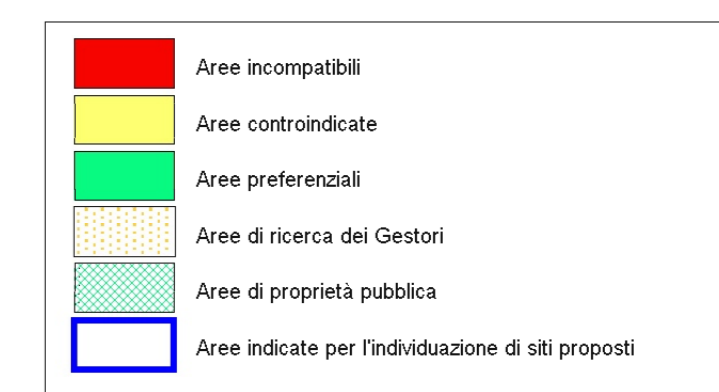 Aree incompatibili
Aree controindicate
Aree preferenziali
Aree di ricerca dei Gestori
Aree di proprietà pubblica
Aree indicate per l'individuazione di siti proposti